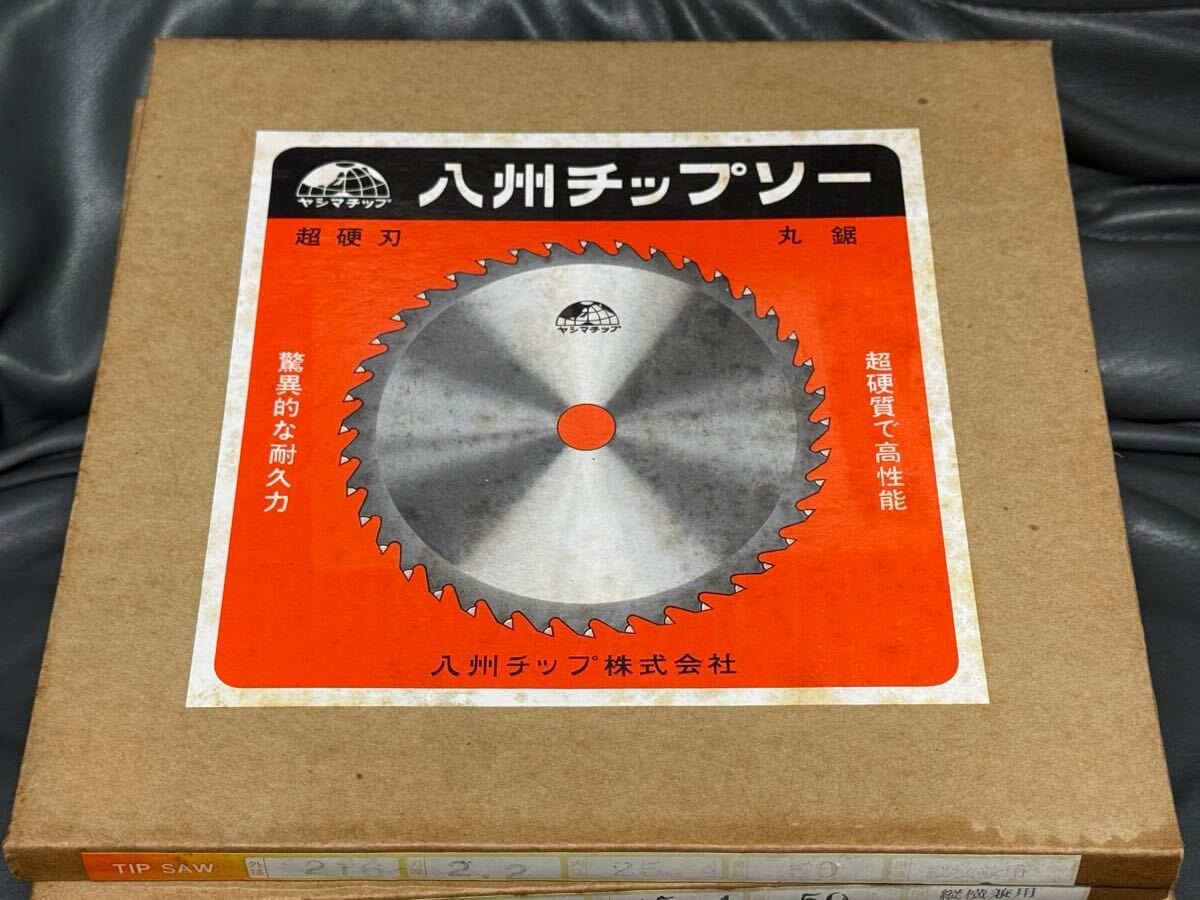 八州チップソー
ヤシマチップ
超硬刃
丸鋸
ヤシマチップ
驚異的な耐久力
超硬質で高性能
八州チップ株式会社
TIP SAW 外径 2.2
50 縦横兼用